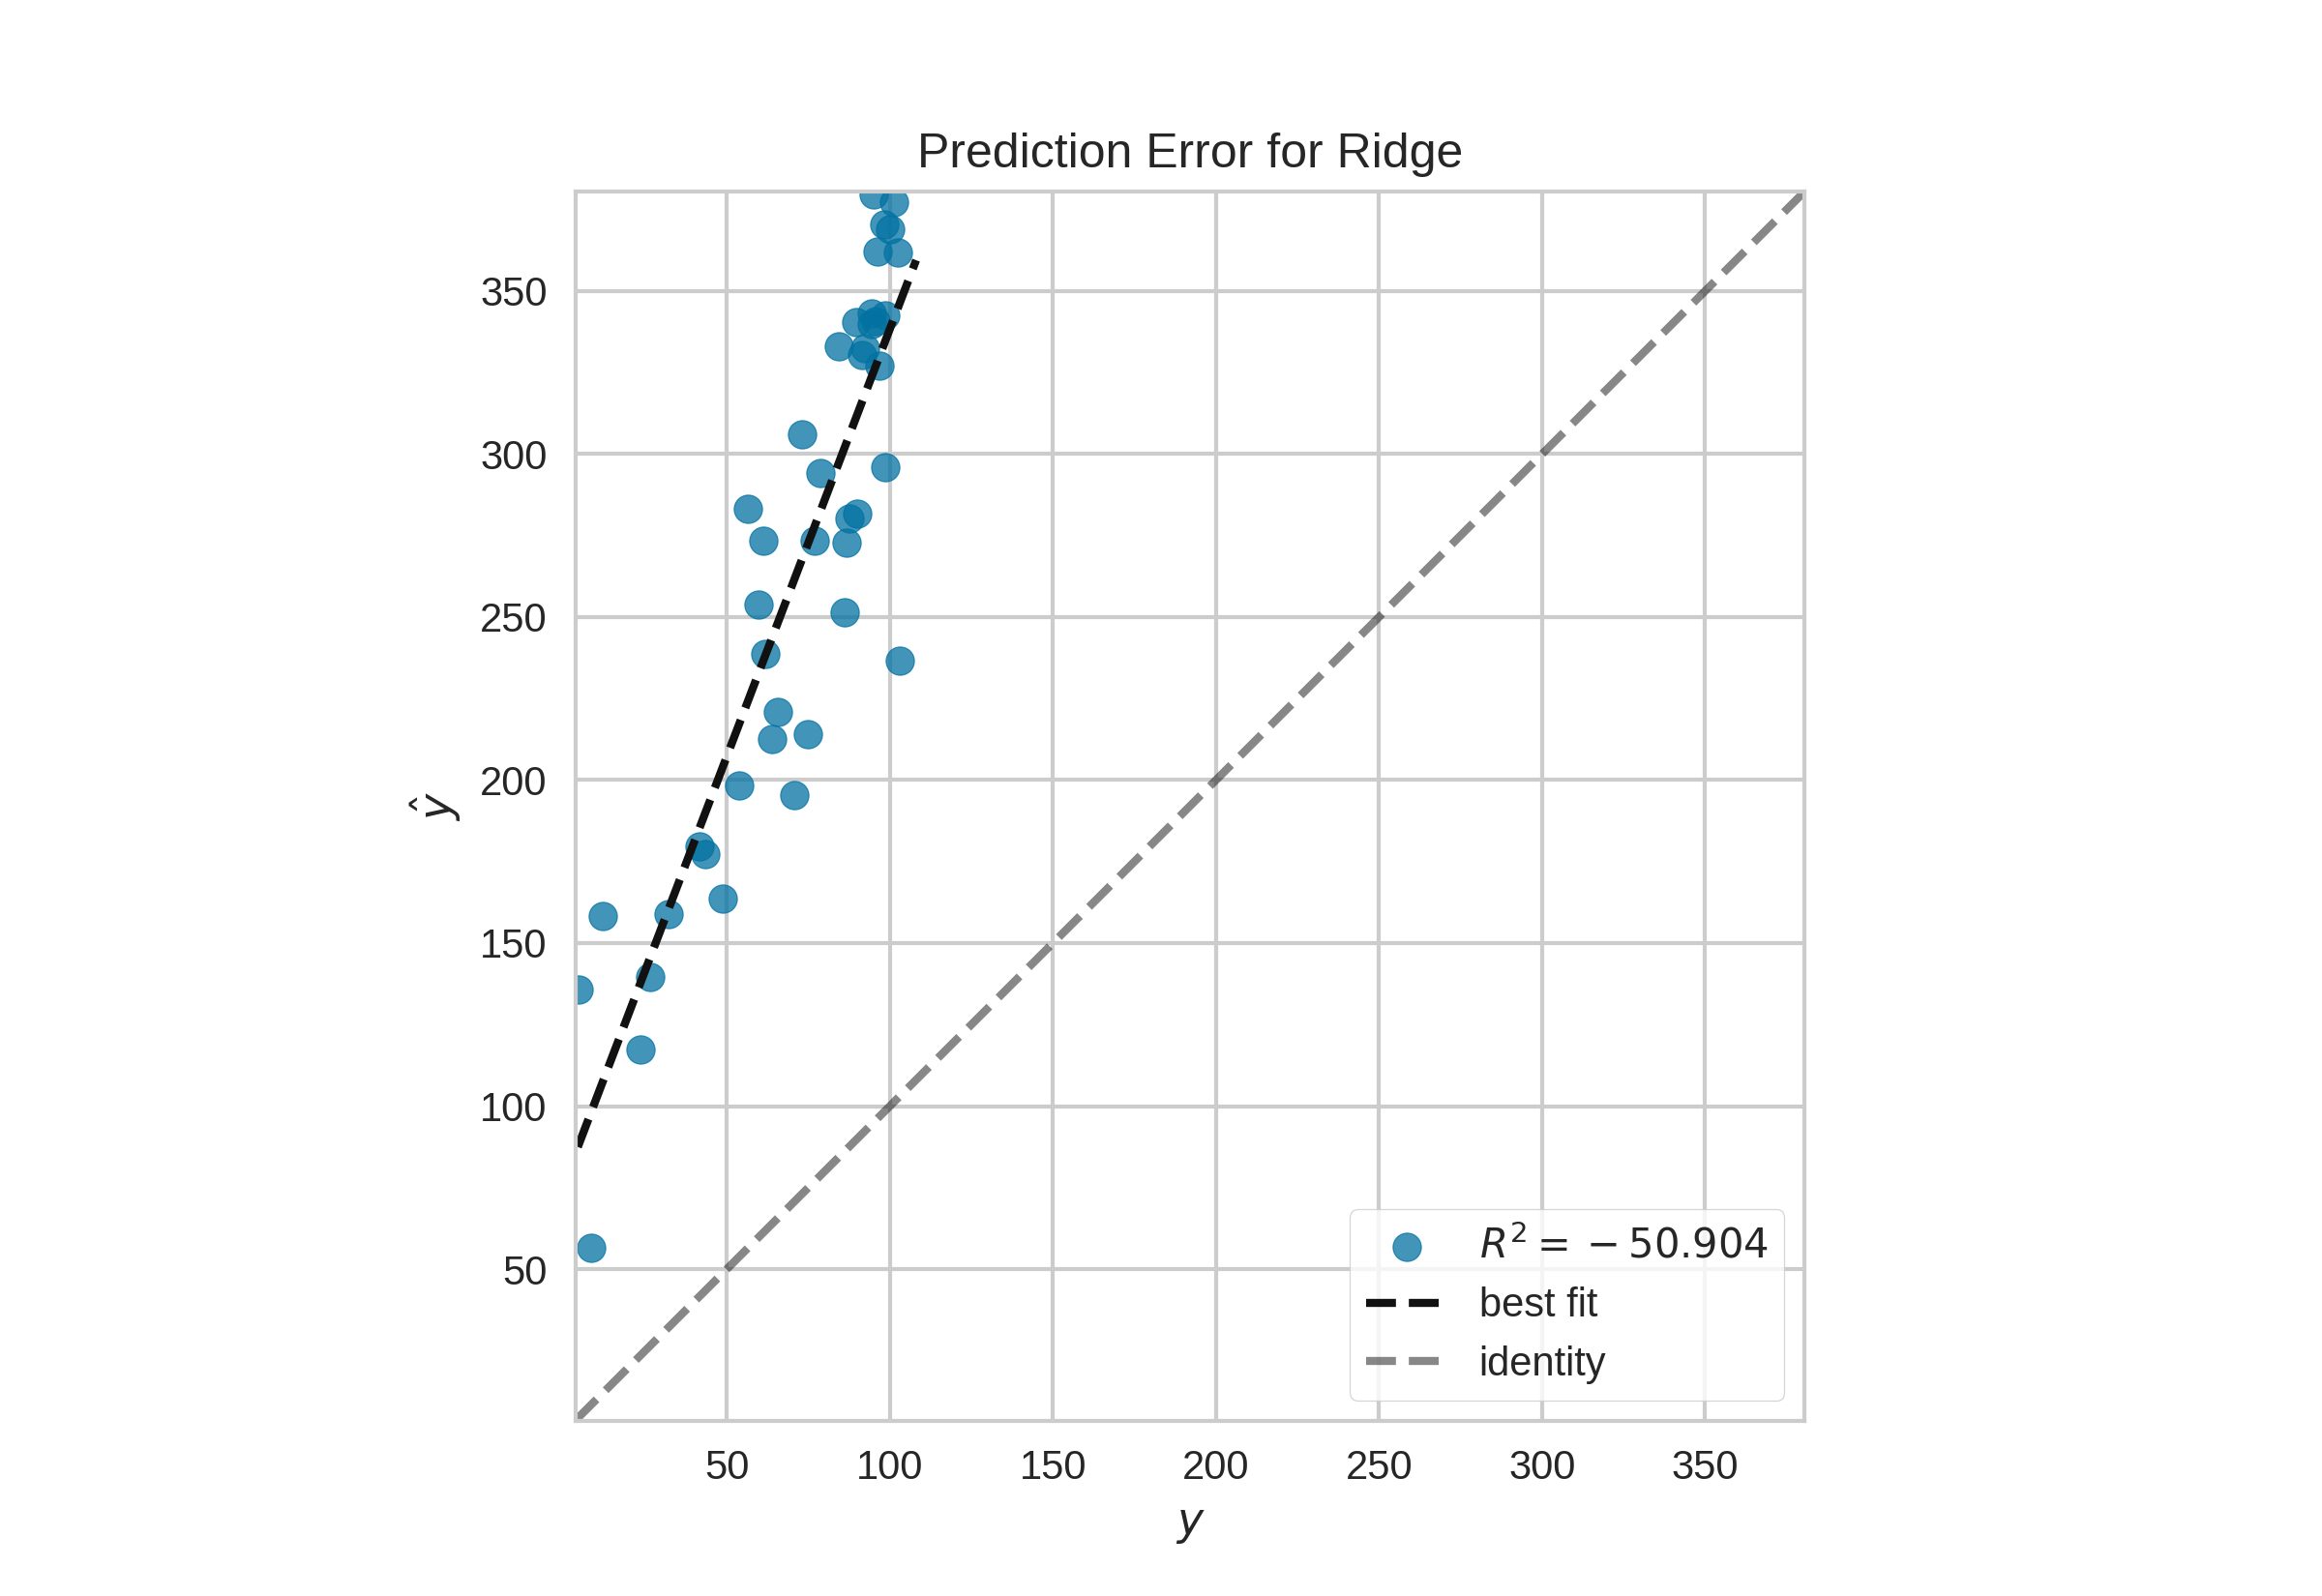 Prediction Error for Ridge
350
300
250
200
150
100
50
ŷ
R² = −50.904
best fit
identity
50 100 150 200 250 300 350
y